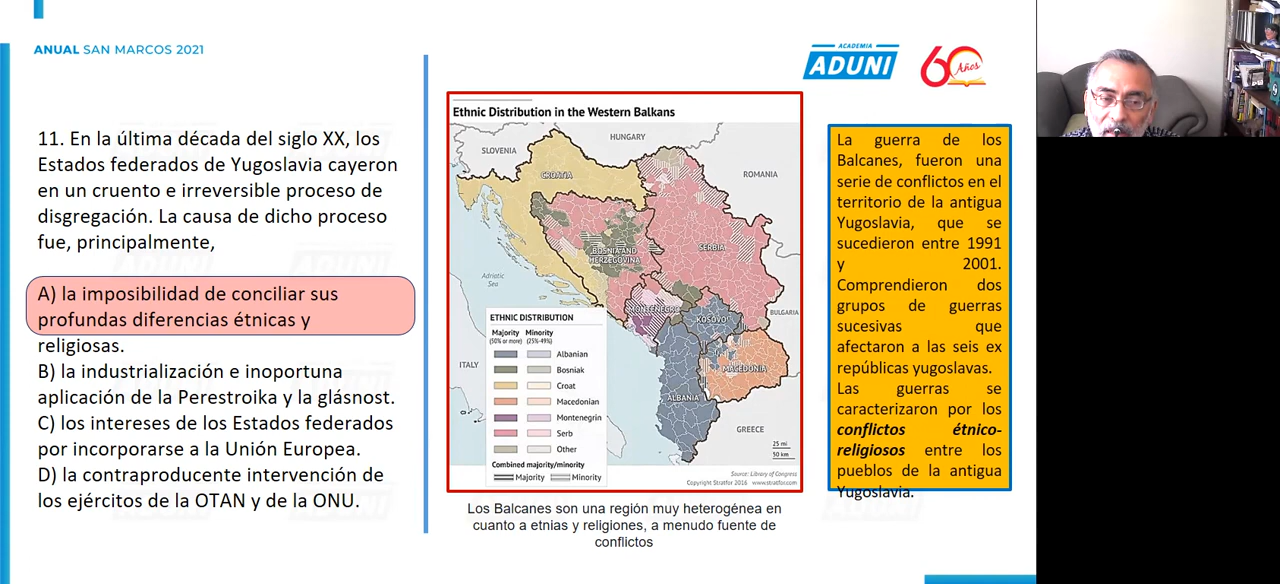 ANUAL SAN MARCOS 2021
ACADEMIA
ADUNI
60 Años
11. En la última década del siglo XX, los
Estados federados de Yugoslavia cayeron
en un cruento e irreversible proceso de
disgregación. La causa de dicho proceso
fue, principalmente,
A) la imposibilidad de conciliar sus
profundas diferencias étnicas y
religiosas.
B) la industrialización e inoportuna
aplicación de la Perestroika y la glásnost.
C) los intereses de los Estados federados
por incorporarse a la Unión Europea.
D) la contraproducente intervención de
los ejércitos de la OTAN y de la ONU.
Ethnic Distribution in the Western Balkans
HUNGARY
SLOVENIA
CROATIA
ROMANIA
BOSNIA AND
HERZEGOVINA
SERBIA
Adriatic
Sea
MONTENEGRO
KOSOVO
BULGARIA
ITALY
MACEDONIA
ALBANIA
GREECE
ETHNIC DISTRIBUTION
Majority Minority
(50% or more) (25%-49%)
Albanian
Bosniak
Croat
Macedonian
Montenegrin
Serb
Other
Combined majority/minority
Majority Minority
25 mi
50 km
Source: Library of Congress
Copyright Stratfor 2016 www.stratfor.com
Los Balcanes son una región muy heterogénea en
cuanto a etnias y religiones, a menudo fuente de
conflictos
La guerra de los
Balcanes, fueron una
serie de conflictos en el
territorio de la antigua
Yugoslavia, que se
sucedieron entre 1991
y 2001.
Comprendieron dos
grupos de guerras
sucesivas que
afectaron a las seis ex
repúblicas yugoslavas.
Las guerras se
caracterizaron por los
conflictos étnico-
religiosos entre los
pueblos de la antigua
Yugoslavia.